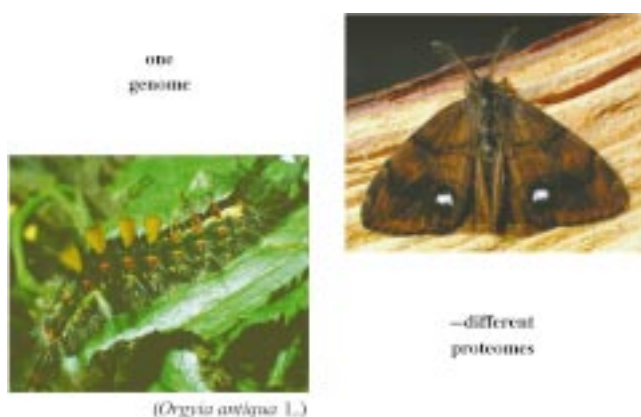 one
genome
–different
proteomes
(Orgyia antiqua L.)